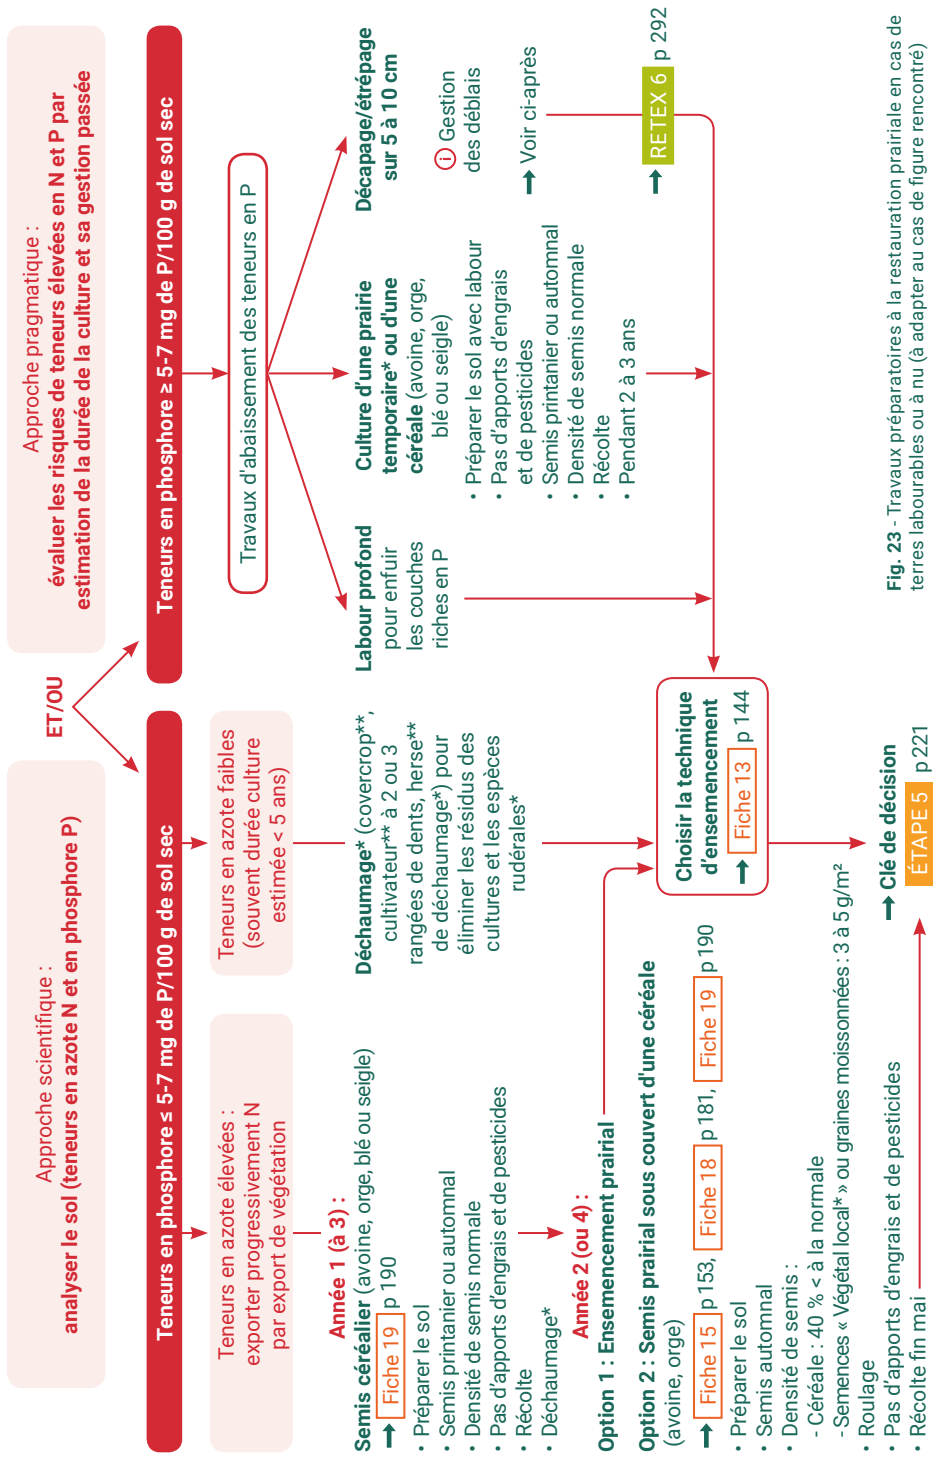 Approche scientifique :
analyser le sol (teneurs en azote N et en phosphore P)
ET/OU
Approche pragmatique :
évaluer les risques de teneurs élevées en N et P par
estimation de la durée de la culture et sa gestion passée
Teneurs en phosphore ≤ 5-7 mg de P/100 g de sol sec
Teneurs en phosphore ≥ 5-7 mg de P/100 g de sol sec
Teneurs en azote élevées :
exporter progressivement N
par export de végétation
Teneurs en azote faibles
(souvent durée culture
estimée < 5 ans)
Travaux d'abaissement des teneurs en P
Année 1 (à 3) :
Semis céréalier (avoine, orge, blé ou seigle)
➡ Fiche 19 p 190
• Préparer le sol
• Semis printanier ou automnal
• Densité de semis normale
• Pas d'apports d'engrais et de pesticides
• Récolte
• Déchaumage*
Déchaumage* (covercrop**,
cultivateur** à 2 ou 3
rangées de dents, herse**
de déchaumage*) pour
éliminer les résidus des
cultures et les espèces
rudérales*
Labour profond
pour enfuir
les couches
riches en P
Culture d'une prairie
temporaire* ou d'une
céréale (avoine, orge,
blé ou seigle)
• Préparer le sol avec labour
• Pas d'apports d'engrais
et de pesticides
• Semis printanier ou automnal
• Densité de semis normale
• Récolte
• Pendant 2 à 3 ans
Décapage/étrépage
sur 5 à 10 cm
i Gestion
des déblais
➡ Voir ci-après
➡ RETEX 6 p 292
Année 2 (ou 4) :
Option 1 : Ensemencement prairial
Option 2 : Semis prairial sous couvert d'une céréale
(avoine, orge)
➡ Fiche 15 p 153, Fiche 18 p 181, Fiche 19 p 190
• Préparer le sol
• Semis automnal
• Densité de semis :
- Céréale : 40 % < à la normale
- Semences « Végétal local* » ou graines moissonnées : 3 à 5 g/m²
• Roulage
• Pas d'apports d'engrais et de pesticides
• Récolte fin mai
Choisir la technique
d'ensemencement
➡ Fiche 13 p 144
➡ Clé de décision
ÉTAPE 5 p 221
Fig. 23 - Travaux préparatoires à la restauration prairiale en cas de
terres labourables ou à nu (à adapter au cas de figure rencontré)